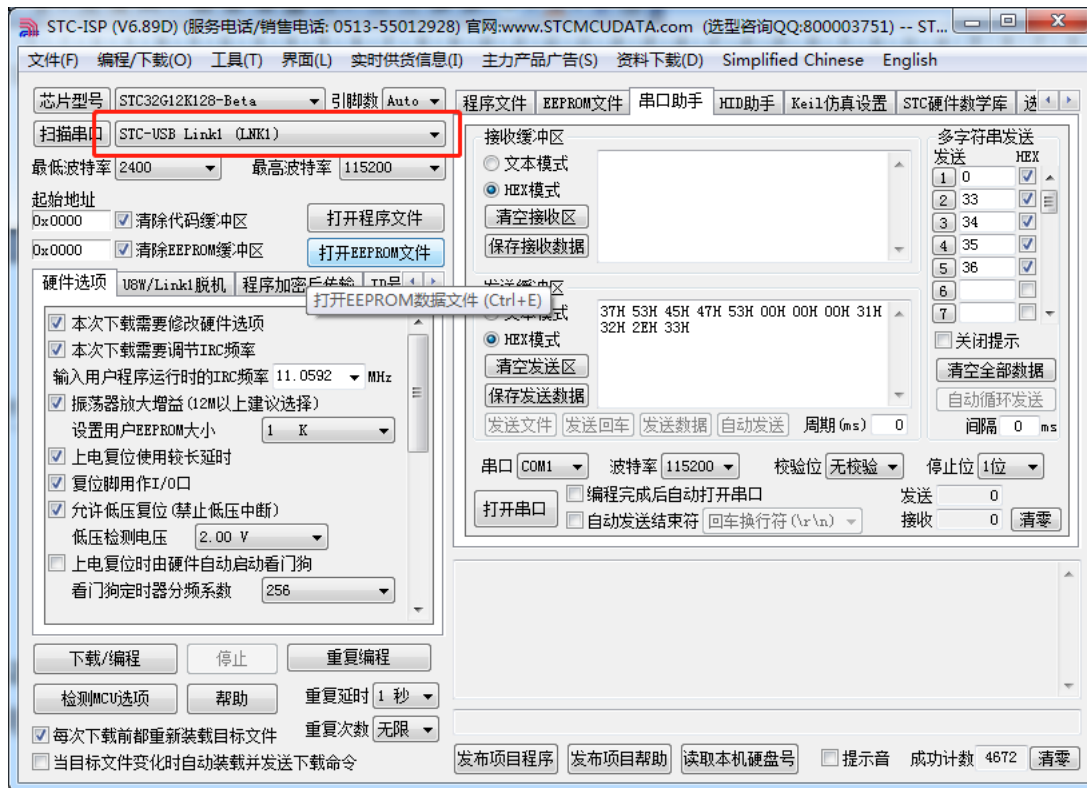 STC-ISP (V6.89D) (服务电话/销售电话: 0513-55012928) 官网:www.STCMCUDATA.com (选型咨询QQ:800003751) -- ST...
文件(F) 编程/下载(O) 工具(T) 界面(L) 实时供货信息(I) 主力产品广告(S) 资料下载(D) Simplified Chinese English
芯片型号 STC32G12K128-Beta 引脚数 Auto
扫描串口 STC-USB Link1 (LNK1)
最低波特率 2400 最高波特率 115200
起始地址
0x0000 清除代码缓冲区 打开程序文件
0x0000 清除EEPROM缓冲区 打开EEPROM文件
硬件选项 U8W/Link1脱机 程序加密后传输 ID号
打开EEPROM数据文件 (Ctrl+E)
本次下载需要修改硬件选项
本次下载需要调节IRC频率
输入用户程序运行时的IRC频率 11.0592 MHz
振荡器放大增益(12M以上建议选择)
设置用户EEPROM大小 1 K
上电复位使用较长延时
复位脚用作I/O口
允许低压复位(禁止低压中断)
低压检测电压 2.00 V
上电复位时由硬件自动启动看门狗
看门狗定时器分频系数 256
下载/编程 停止 重复编程
检测MCU选项 帮助 重复延时 1 秒
每次下载前都重新装载目标文件 重复次数 无限
当目标文件变化时自动装载并发送下载命令
程序文件 EEPROM文件 串口助手 HID助手 Keil仿真设置 STC硬件数学库 选
接收缓冲区
文本模式
HEX模式
清空接收区
保存接收数据
发送缓冲区
文本模式
HEX模式
清空发送区
保存发送数据
37H 53H 45H 47H 53H 00H 00H 00H 31H
32H 2EH 33H
发送文件 发送回车 发送数据 自动发送 周期(ms) 0
多字符串发送
发送 HEX
1 0
2 33
3 34
4 35
5 36
6
7
关闭提示
清空全部数据
自动循环发送
间隔 0 ms
串口 COM1 波特率 115200 校验位 无校验 停止位 1位
打开串口 编程完成后自动打开串口 发送 0
自动发送结束符 回车换行符(\r\n) 接收 0 清零
发布项目程序 发布项目帮助 读取本机硬盘号 提示音 成功计数 4672 清零